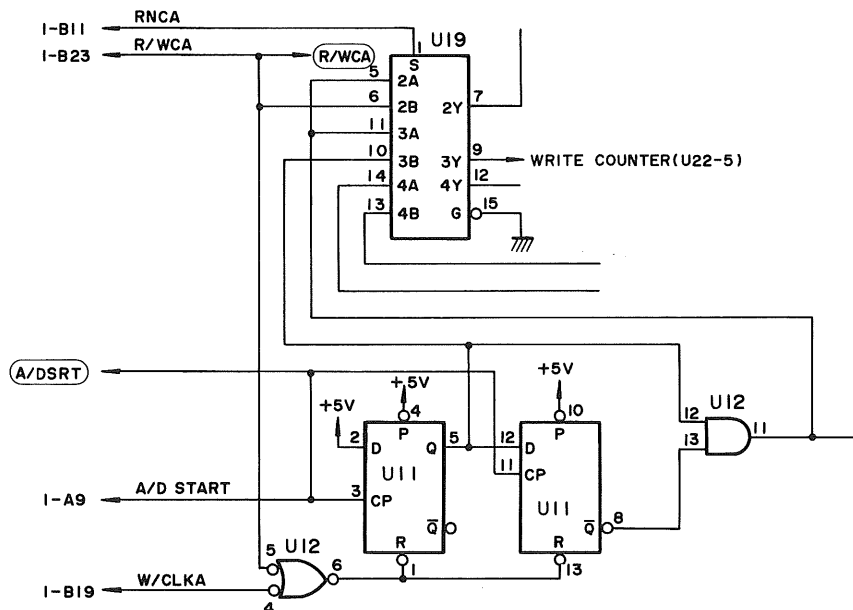 1-B11 RNCA
1-B23 R/WCA R/WCA
1 U19
S
5 2A
6 2B 2Y 7
11 3A
10 3B 3Y 9 WRITE COUNTER(U22-5)
14 4A 4Y 12
13 4B G 15
A/DSRT
+5V +5V +5V
4 10
P P
2 D Q 5 12 D
11 CP
U11 U11
12 U12
13 11
1-A9 A/D START 3 CP
Q Q 8
R R
1 13
5 U12
6
4
1-B19 W/CLKA